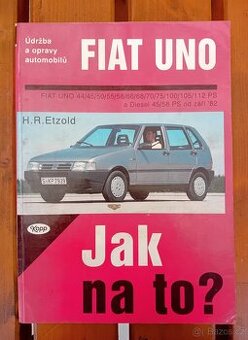 Údržba
a opravy
automobilů
FIAT UNO
FIAT UNO 44/45/50/55/56/60/68/70/75/100/105/112 PS
a Diesel 45/58 PS od září '82
H.R.Etzold
Kopp
Jak
na to?